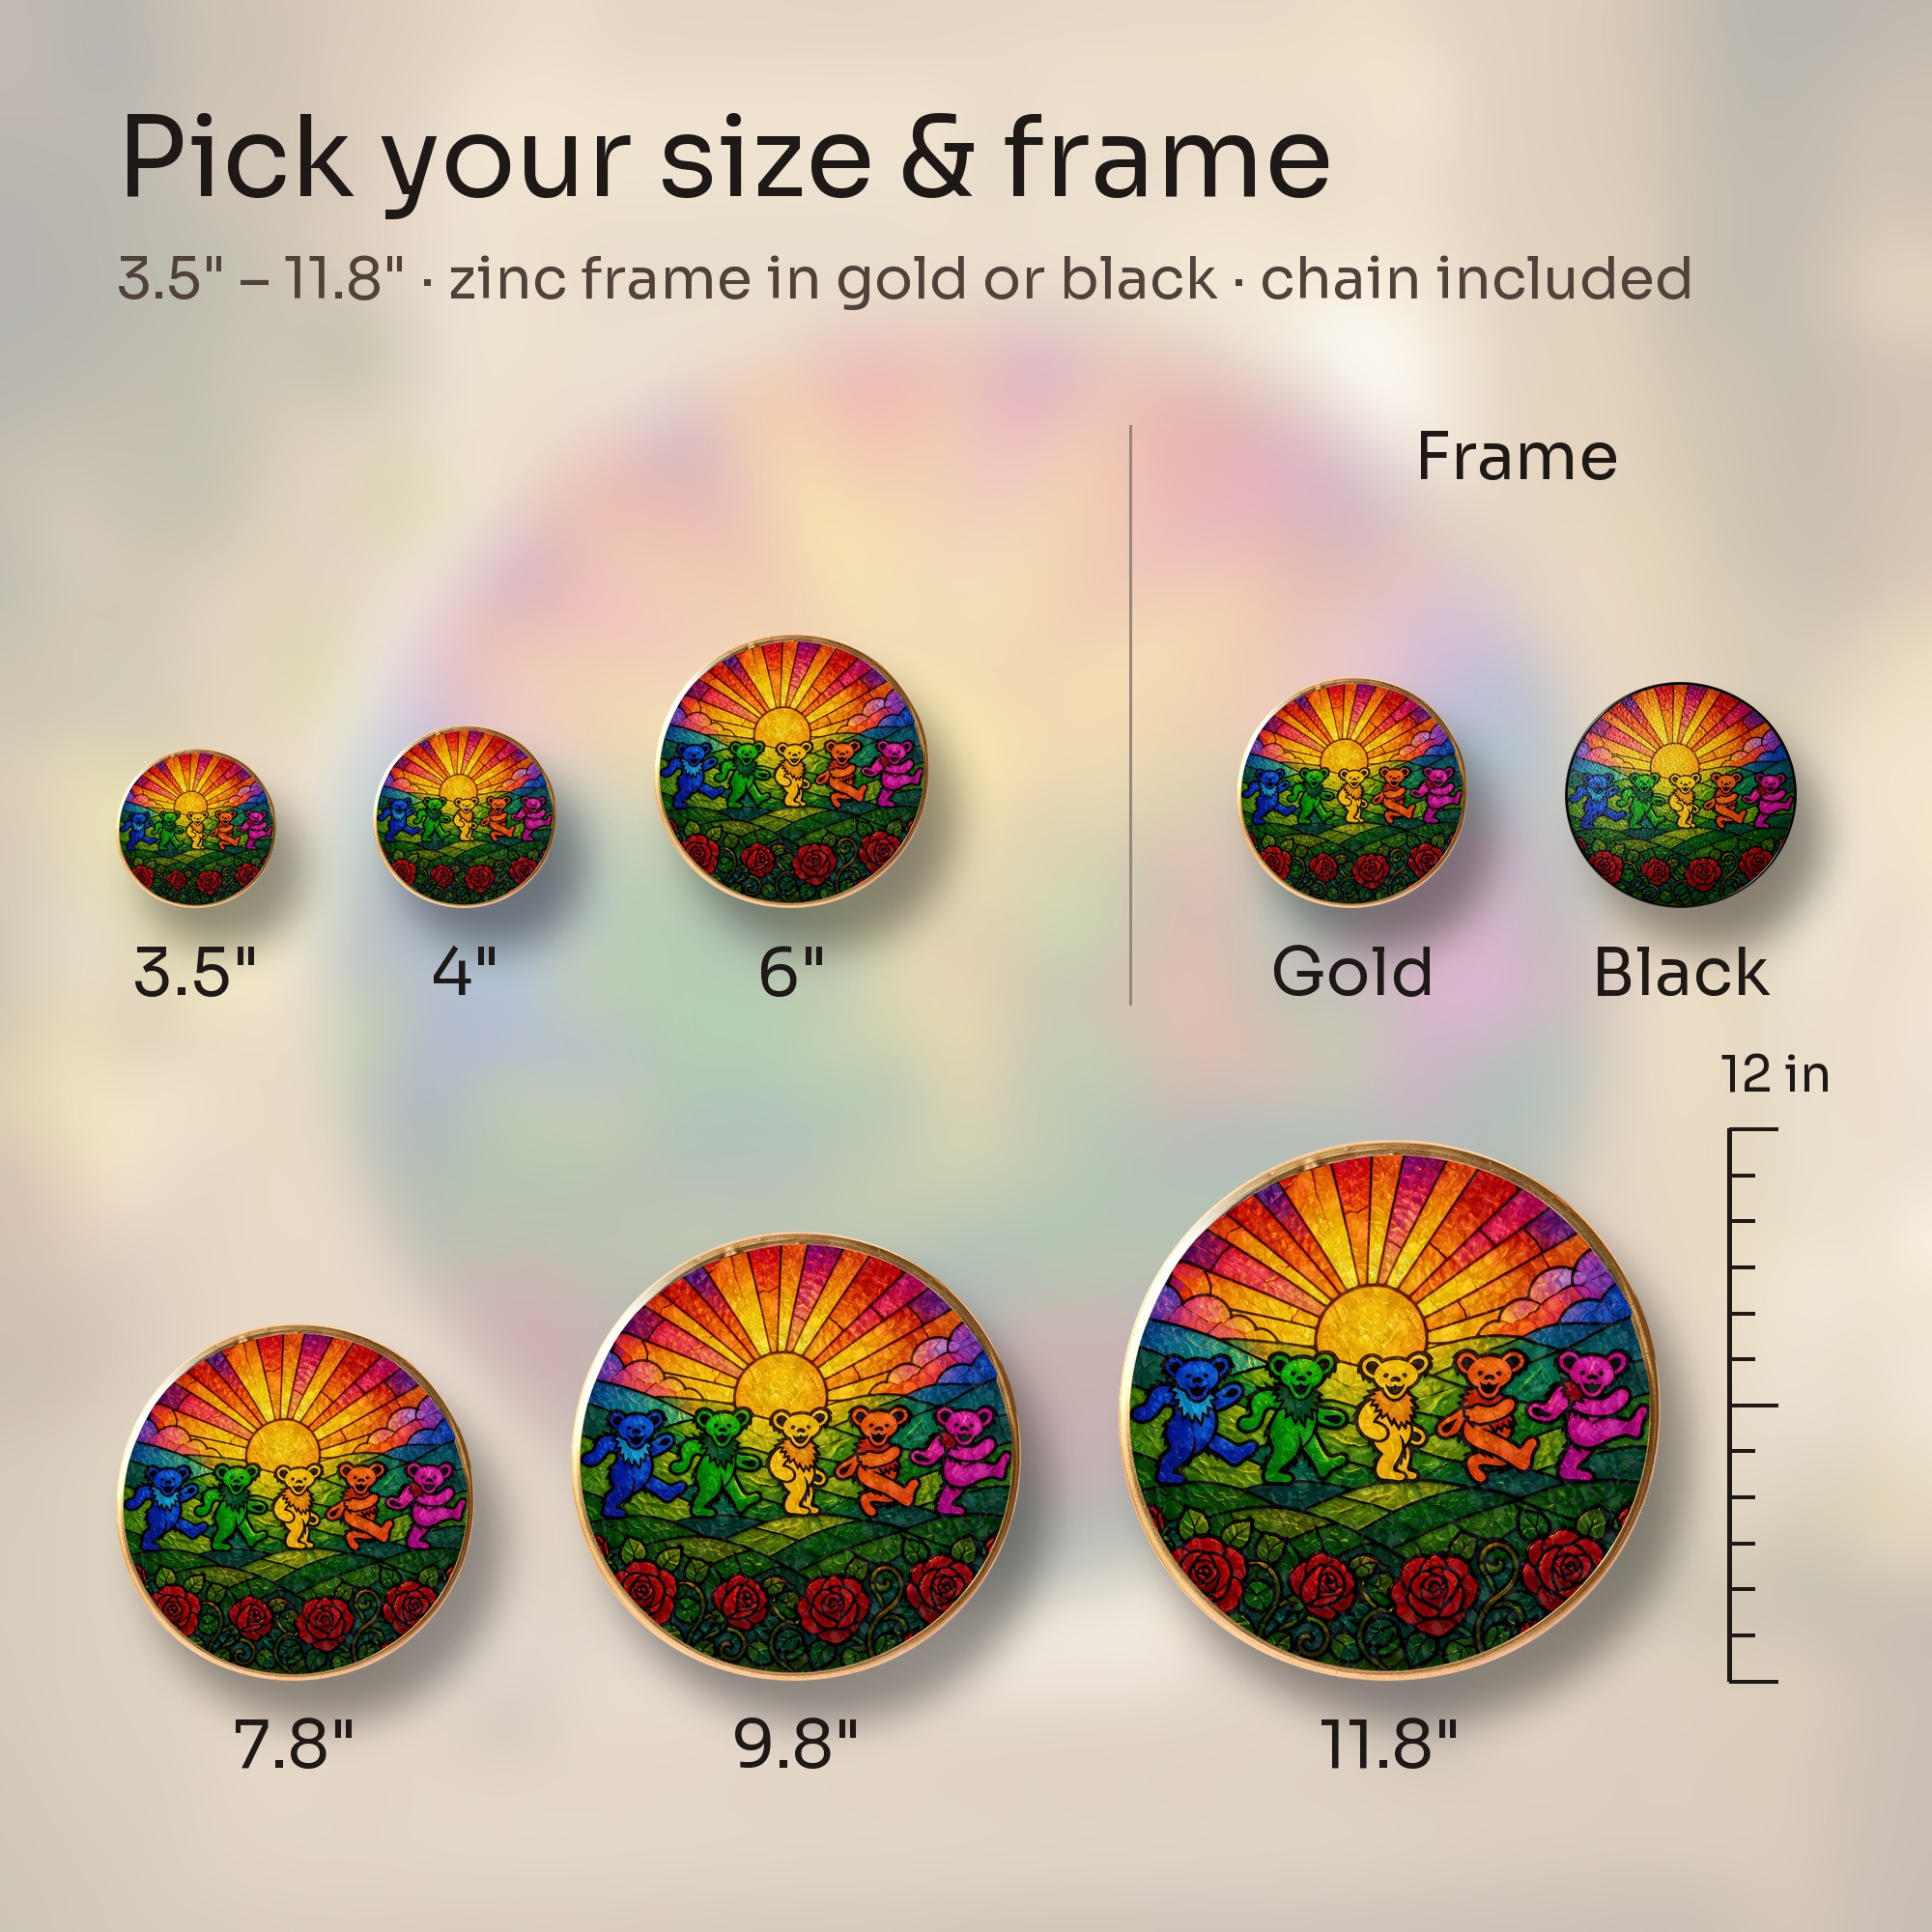 Pick your size & frame
3.5" – 11.8" · zinc frame in gold or black · chain included
Frame
3.5"
4"
6"
Gold
Black
12 in
7.8"
9.8"
11.8"